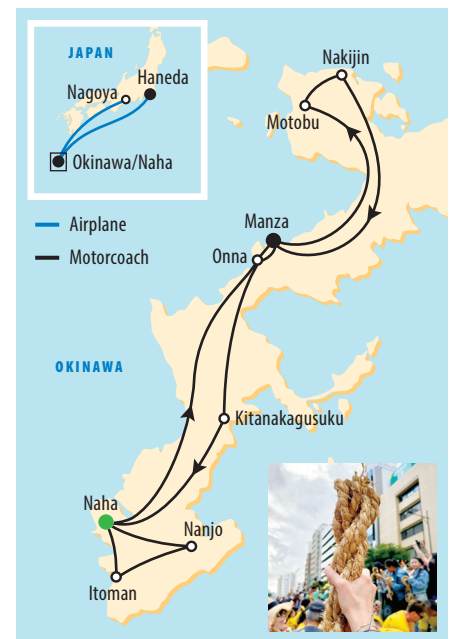 JAPAN
Haneda
Nagoya
Okinawa/Naha
Airplane
Motorcoach
Nakijin
Motobu
Manza
Onna
OKINAWA
Kitanakagusuku
Naha
Nanjo
Itoman